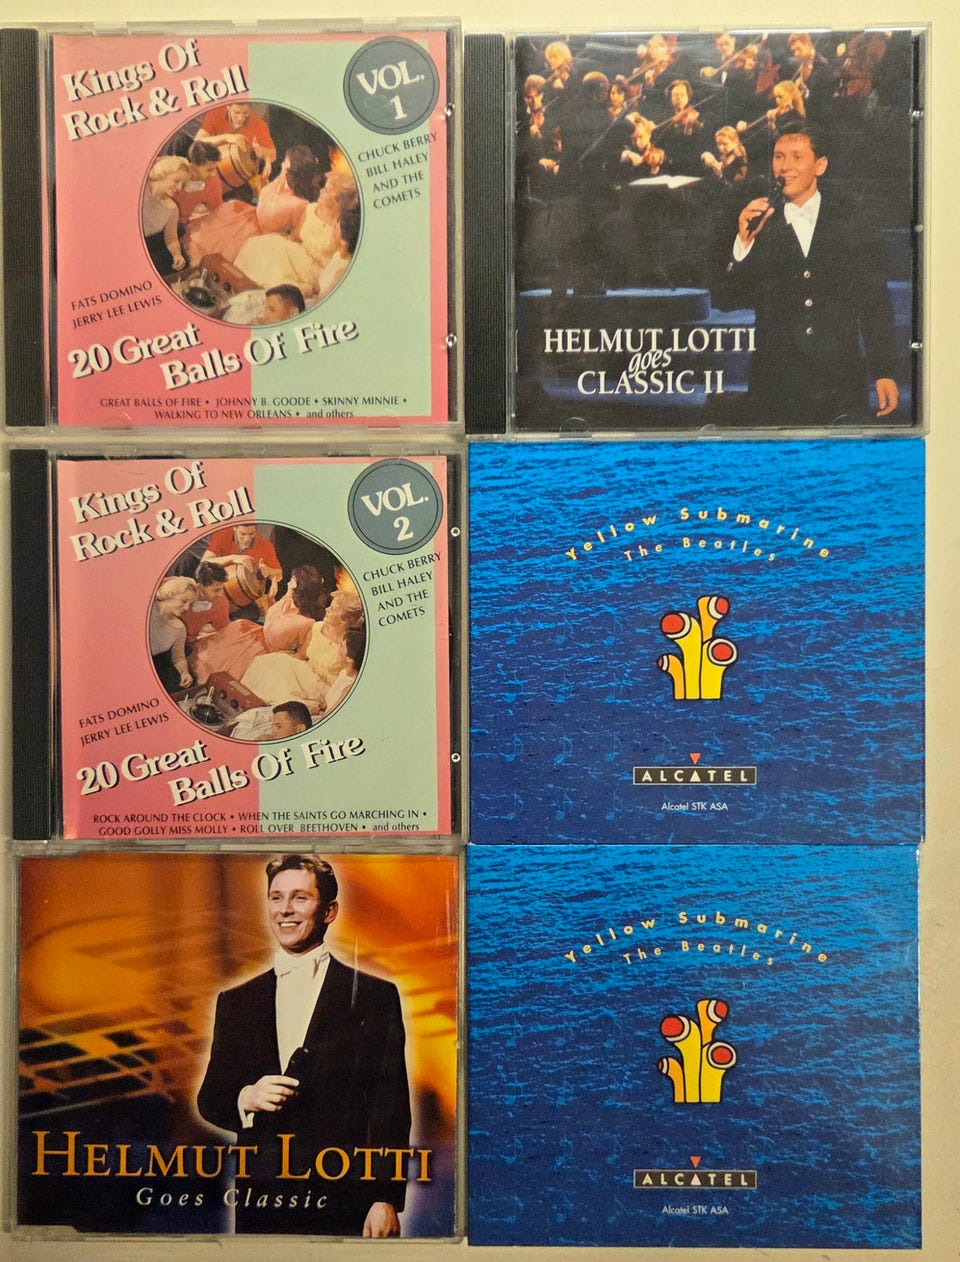 Kings Of
Rock & Roll
VOL.
1
CHUCK BERRY
BILL HALEY
AND THE
COMETS
FATS DOMINO
JERRY LEE LEWIS
20 Great
Balls Of Fire
GREAT BALLS OF FIRE • JOHNNY B. GOODE • SKINNY MINNIE •
WALKING TO NEW ORLEANS • and others
HELMUT LOTTI
goes
CLASSIC II
Kings Of
Rock & Roll
VOL.
2
CHUCK BERRY
BILL HALEY
AND THE
COMETS
FATS DOMINO
JERRY LEE LEWIS
20 Great
Balls Of Fire
ROCK AROUND THE CLOCK • WHEN THE SAINTS GO MARCHING IN •
GOOD GOLLY MISS MOLLY • ROLL OVER BEETHOVEN • and others
Yellow Submarine
The Beatles
ALCATEL
Alcatel STK ASA
HELMUT LOTTI
Goes Classic
Yellow Submarine
The Beatles
ALCATEL
Alcatel STK ASA